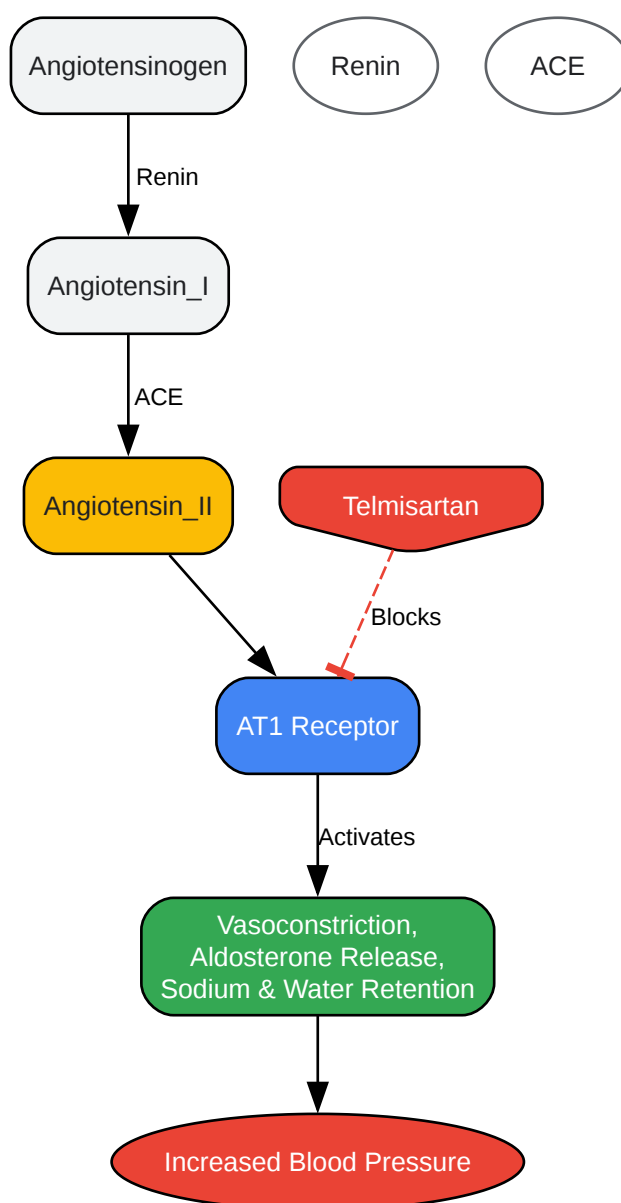 Angiotensinogen
Renin
ACE
Renin
Angiotensin_I
ACE
Angiotensin_II
Telmisartan
Blocks
AT1 Receptor
Activates
Vasoconstriction,
Aldosterone Release,
Sodium & Water Retention
Increased Blood Pressure